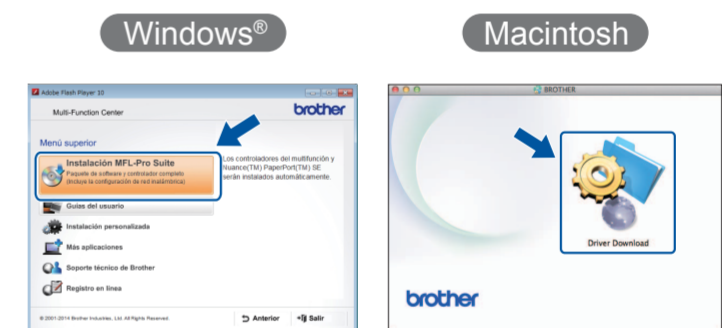 Windows®
Macintosh
Adobe Flash Player 10
Multi-Function Center
brother
Menú superior
Instalación MFL-Pro Suite
Paquete de software y controlador completo
(Incluye la configuración de red inalámbrica)
Los controladores del multifunción y
Nuance(TM) PaperPort(TM) SE
serán instalados automáticamente.
Guías del usuario
Instalación personalizada
Más aplicaciones
Soporte técnico de Brother
Registro en línea
© 2001-2014 Brother Industries, Ltd. All Rights Reserved.
Anterior
Salir
BROTHER
Driver Download
brother